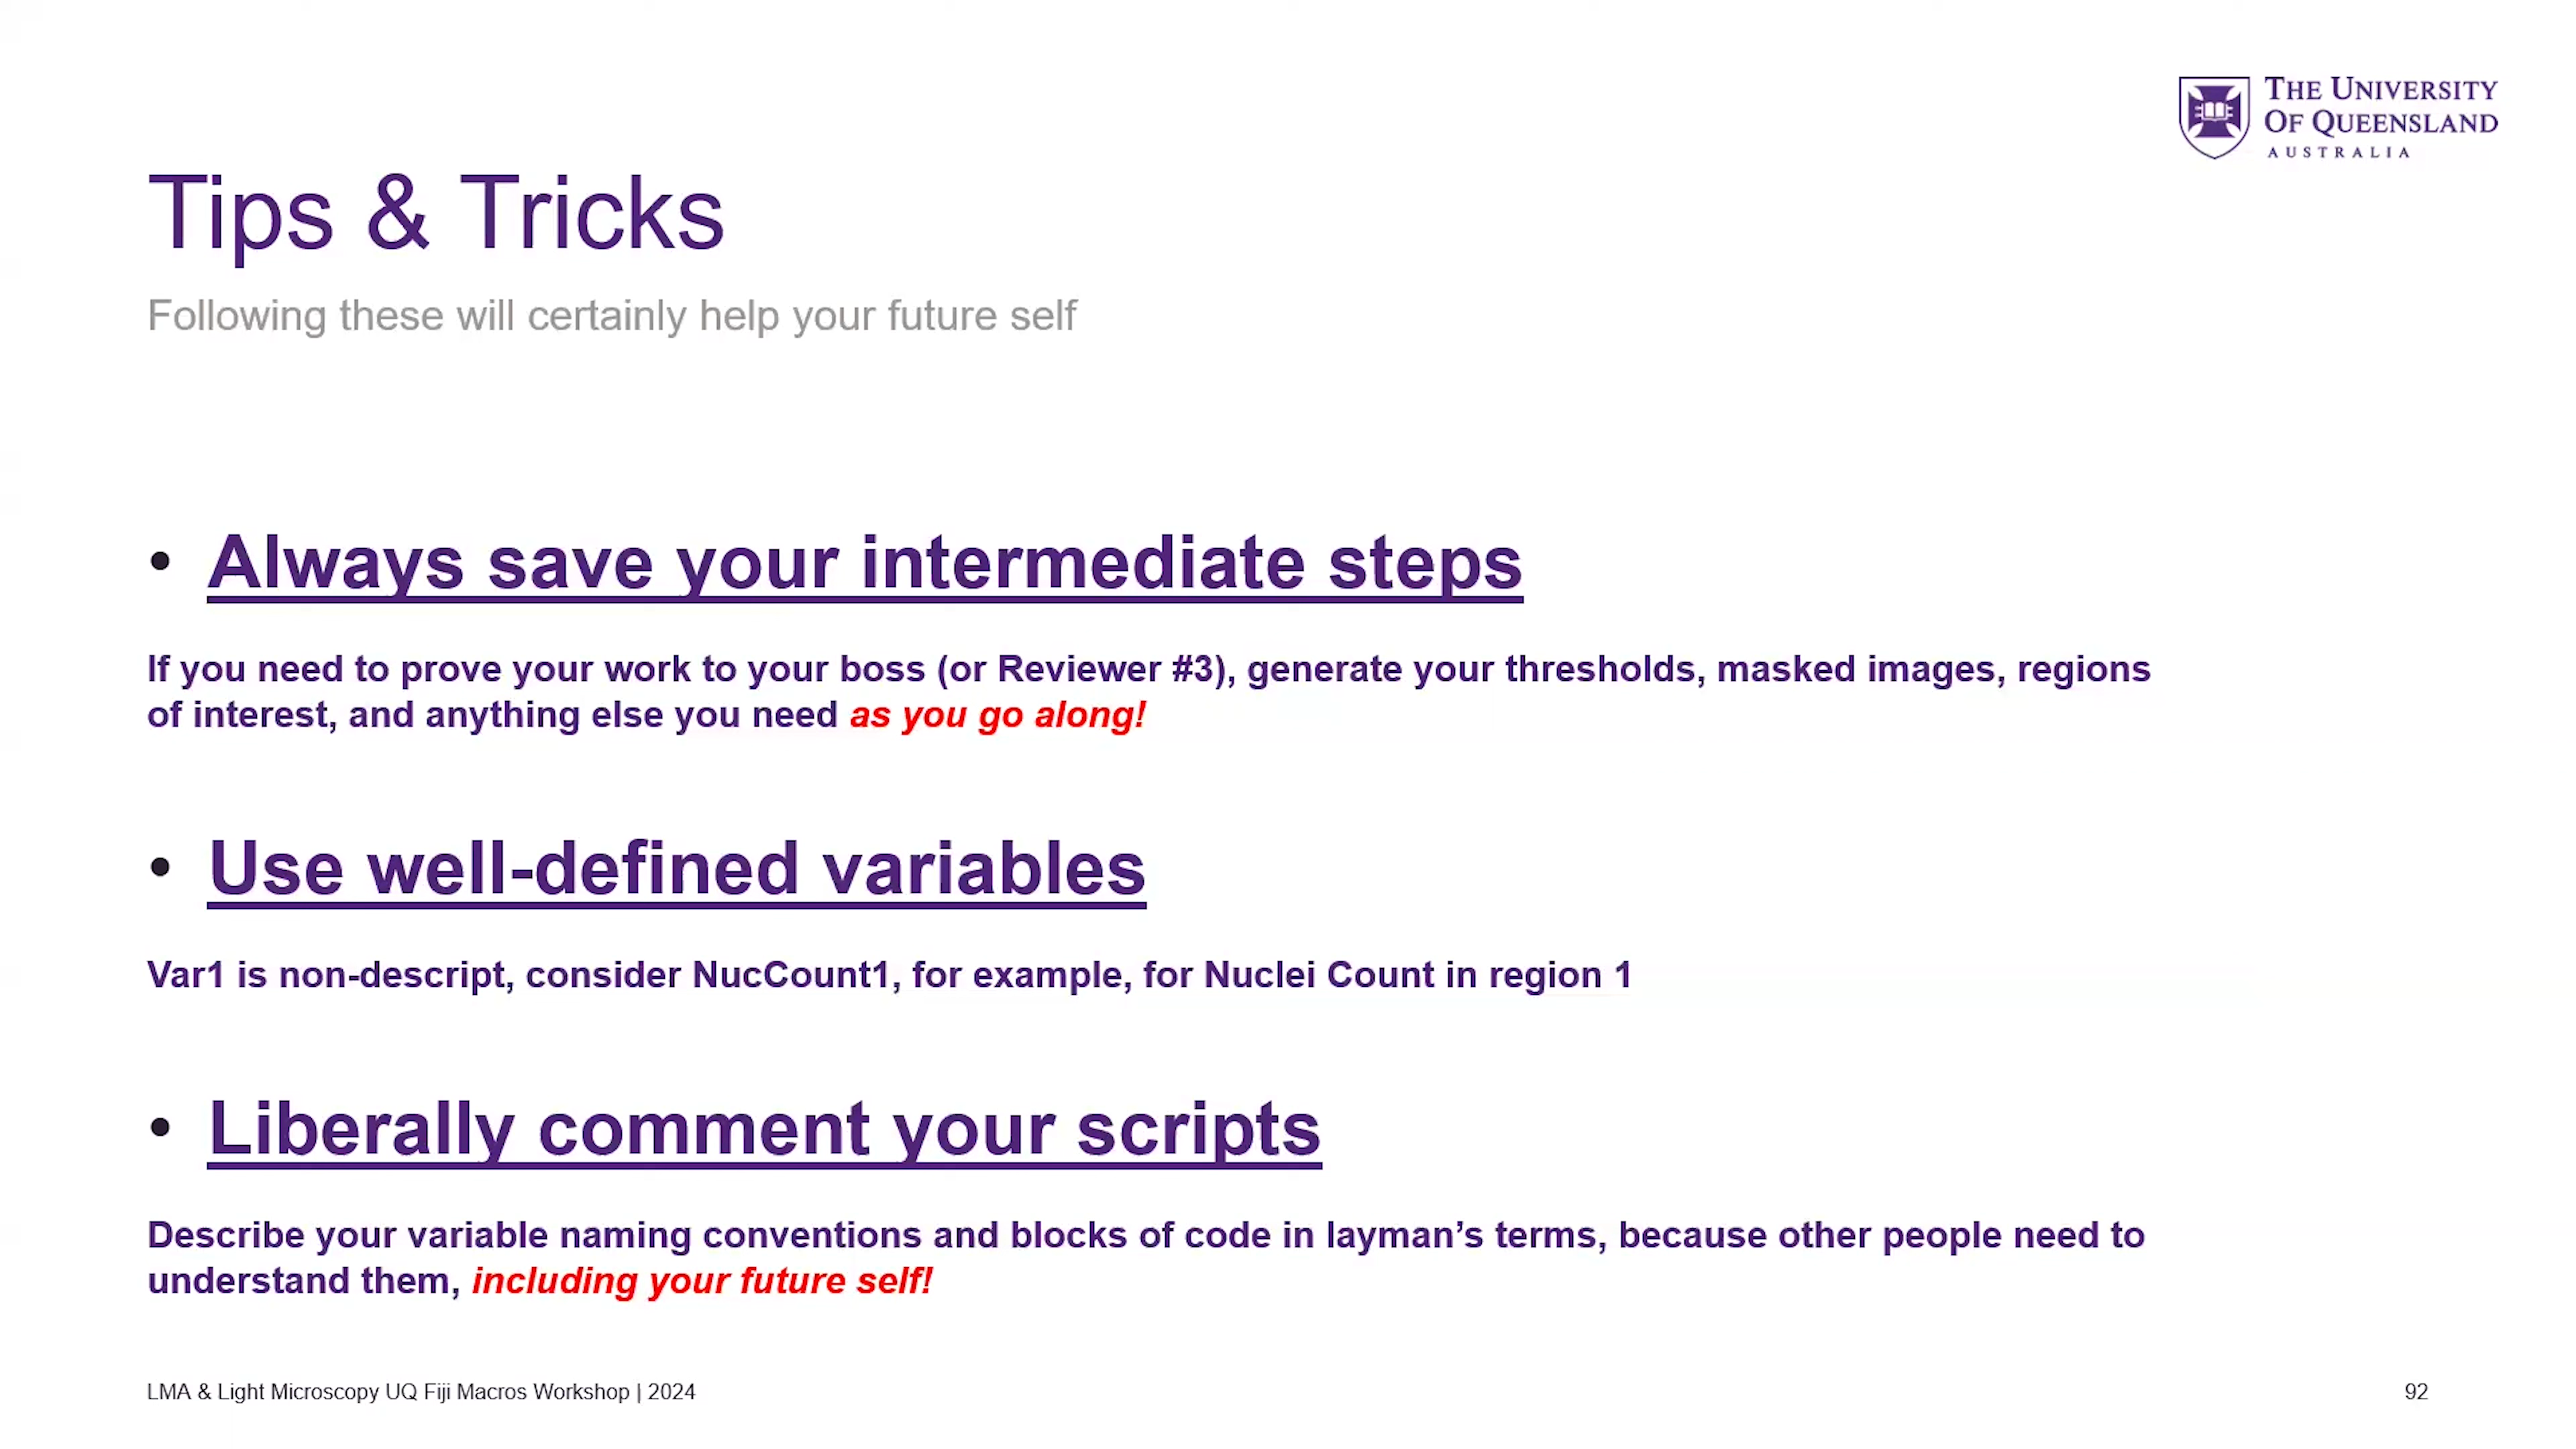 THE UNIVERSITY
OF QUEENSLAND
AUSTRALIA
Tips & Tricks
Following these will certainly help your future self
• Always save your intermediate steps
If you need to prove your work to your boss (or Reviewer #3), generate your thresholds, masked images, regions
of interest, and anything else you need as you go along!
• Use well-defined variables
Var1 is non-descript, consider NucCount1, for example, for Nuclei Count in region 1
• Liberally comment your scripts
Describe your variable naming conventions and blocks of code in layman’s terms, because other people need to
understand them, including your future self!
LMA & Light Microscopy UQ Fiji Macros Workshop | 2024
92